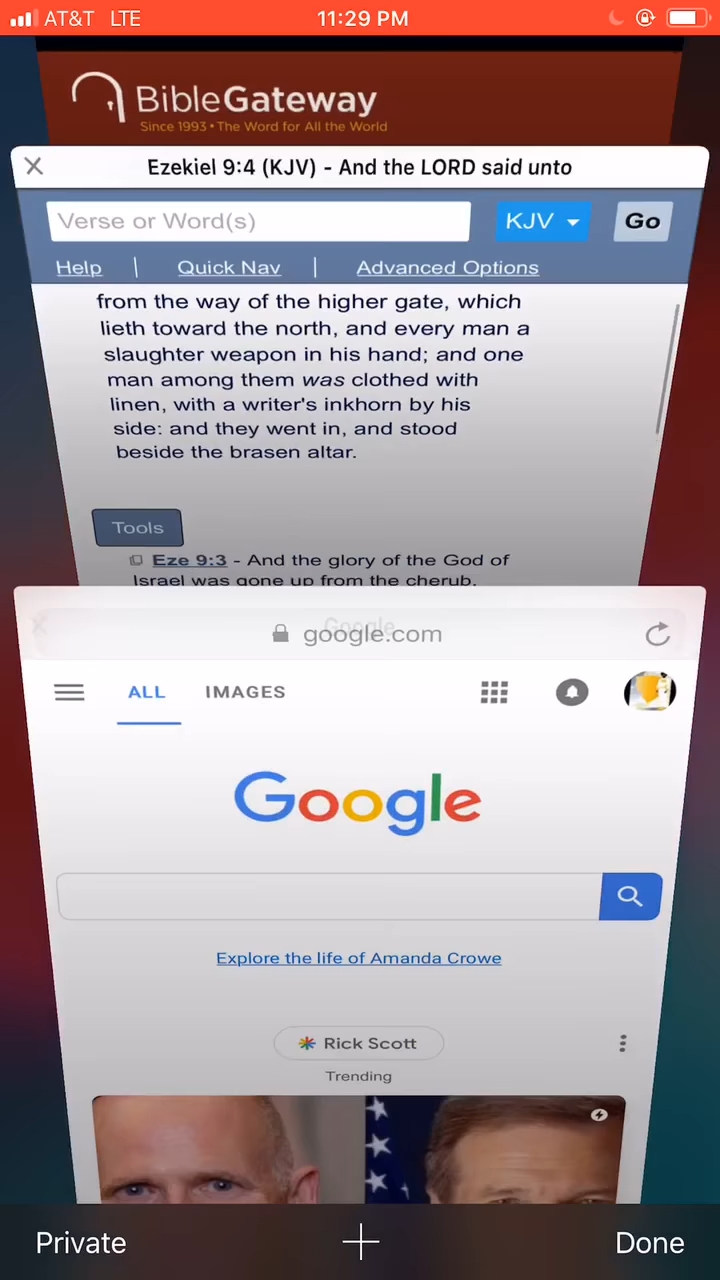 AT&T LTE 11:29 PM
BibleGateway
Since 1993 • The Word for All the World
Ezekiel 9:4 (KJV) - And the LORD said unto
Verse or Word(s) KJV Go
Help | Quick Nav | Advanced Options
from the way of the higher gate, which
lieth toward the north, and every man a
slaughter weapon in his hand; and one
man among them was clothed with
linen, with a writer's inkhorn by his
side: and they went in, and stood
beside the brasen altar.
Tools
Eze 9:3 - And the glory of the God of
Israel was gone up from the cherub,
Google
google.com
ALL IMAGES
Google
Explore the life of Amanda Crowe
Rick Scott
Trending
Private Done